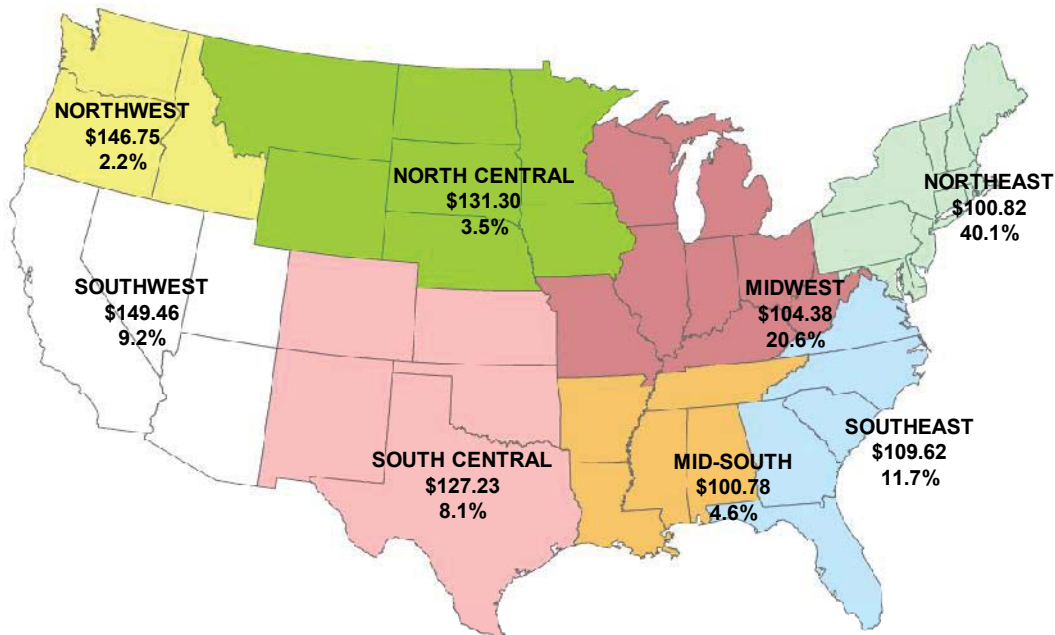 NORTHWEST
$146.75
2.2%
NORTH CENTRAL
$131.30
3.5%
NORTHEAST
$100.82
40.1%
SOUTHWEST
$149.46
9.2%
MIDWEST
$104.38
20.6%
SOUTHEAST
$109.62
11.7%
SOUTH CENTRAL
$127.23
8.1%
MID-SOUTH
$100.78
4.6%